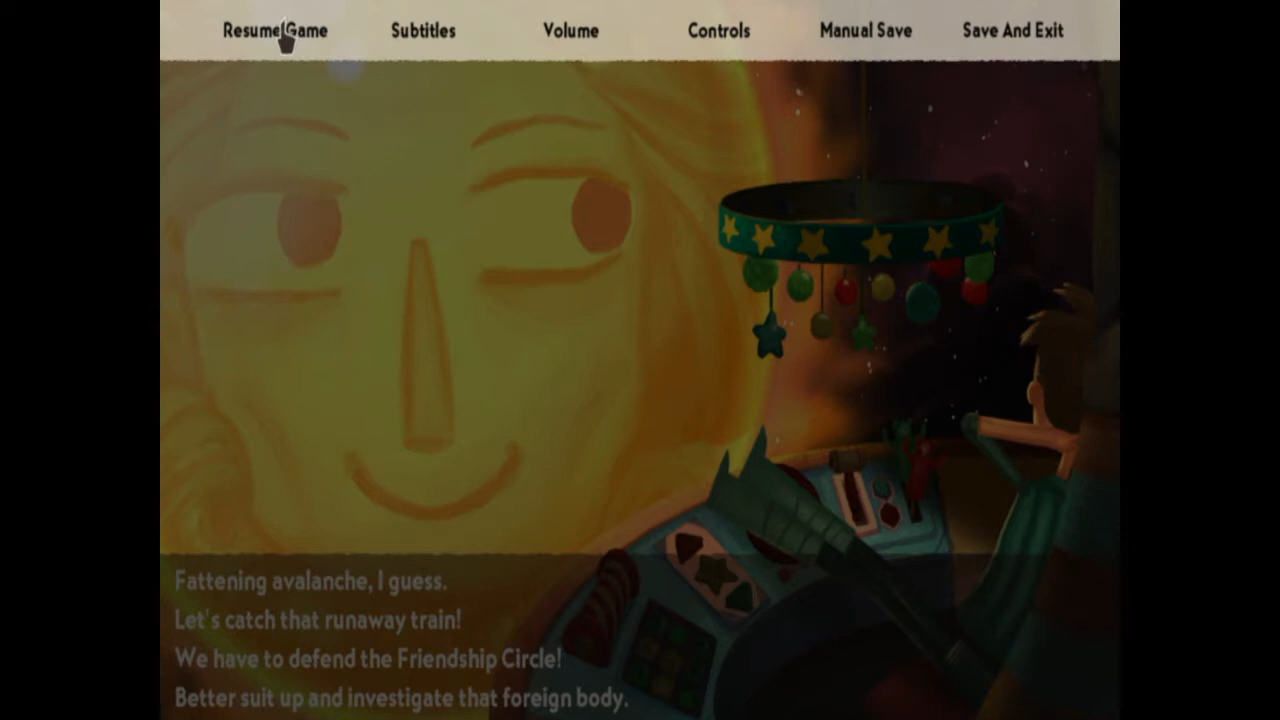 Resume Game
Subtitles
Volume
Controls
Manual Save
Save And Exit
Fattening avalanche, I guess.
Let's catch that runaway train!
We have to defend the Friendship Circle!
Better suit up and investigate that foreign body.